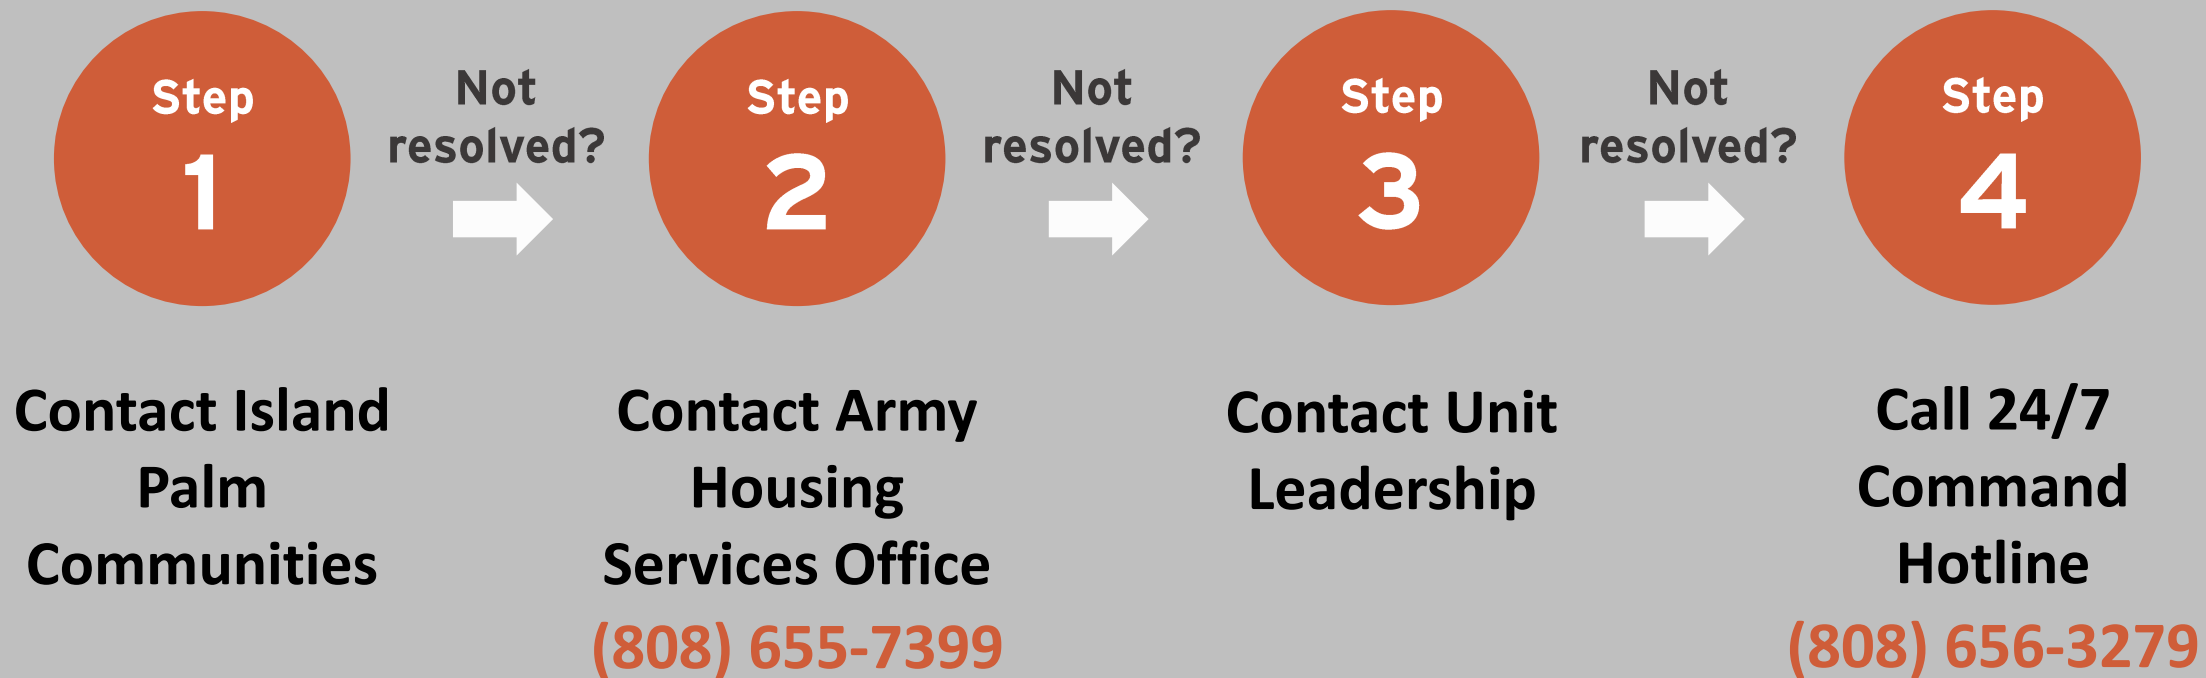 Step
1
Not
resolved?
Step
2
Not
resolved?
Step
3
Not
resolved?
Step
4
Contact Island
Palm
Communities
Contact Army
Housing
Services Office
(808) 655-7399
Contact Unit
Leadership
Call 24/7
Command
Hotline
(808) 656-3279